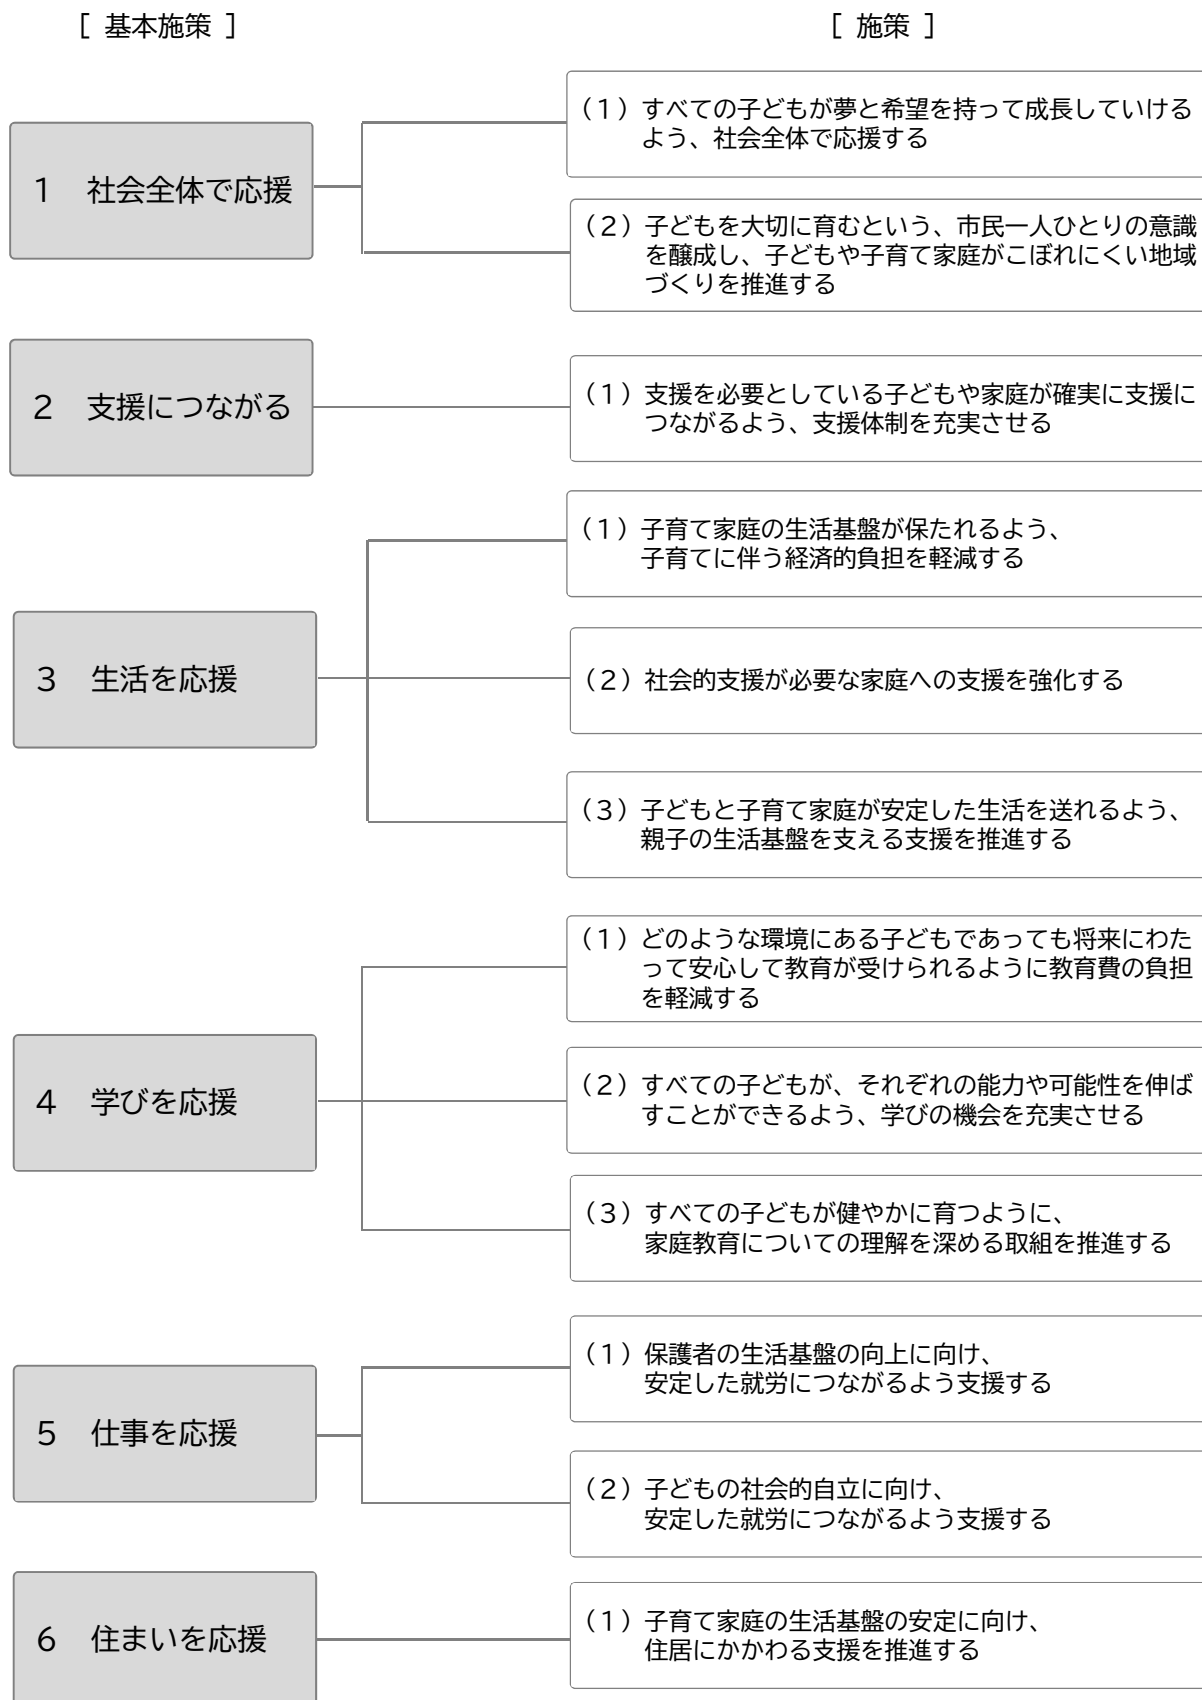 [ 基本施策 ]
[ 施策 ]
1 社会全体で応援
(1) すべての子どもが夢と希望を持って成長していける
よう、社会全体で応援する
(2) 子どもを大切に育むという、市民一人ひとりの意識
を醸成し、子どもや子育て家庭がこぼれにくい地域
づくりを推進する
2 支援につながる
(1) 支援を必要としている子どもや家庭が確実に支援に
つながるよう、支援体制を充実させる
3 生活を応援
(1) 子育て家庭の生活基盤が保たれるよう、
子育てに伴う経済的負担を軽減する
(2) 社会的支援が必要な家庭への支援を強化する
(3) 子どもと子育て家庭が安定した生活を送れるよう、
親子の生活基盤を支える支援を推進する
4 学びを応援
(1) どのような環境にある子どもであっても将来にわた
って安心して教育が受けられるように教育費の負担
を軽減する
(2) すべての子どもが、それぞれの能力や可能性を伸ば
すことができるよう、学びの機会を充実させる
(3) すべての子どもが健やかに育つように、
家庭教育についての理解を深める取組を推進する
5 仕事を応援
(1) 保護者の生活基盤の向上に向け、
安定した就労につながるよう支援する
(2) 子どもの社会的自立に向け、
安定した就労につながるよう支援する
6 住まいを応援
(1) 子育て家庭の生活基盤の安定に向け、
住居にかかわる支援を推進する